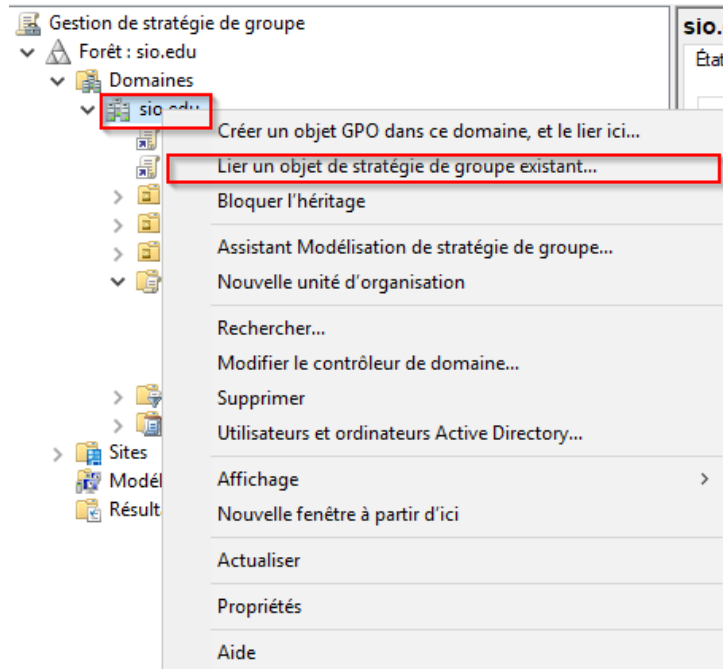 Gestion de stratégie de groupe
sio.
Forêt : sio.edu
État
Domaines
sio.edu
Créer un objet GPO dans ce domaine, et le lier ici...
Lier un objet de stratégie de groupe existant...
Bloquer l'héritage
Assistant Modélisation de stratégie de groupe...
Nouvelle unité d'organisation
Rechercher...
Modifier le contrôleur de domaine...
Supprimer
Utilisateurs et ordinateurs Active Directory...
Sites
Affichage
Modél
Résult
Nouvelle fenêtre à partir d'ici
Actualiser
Propriétés
Aide